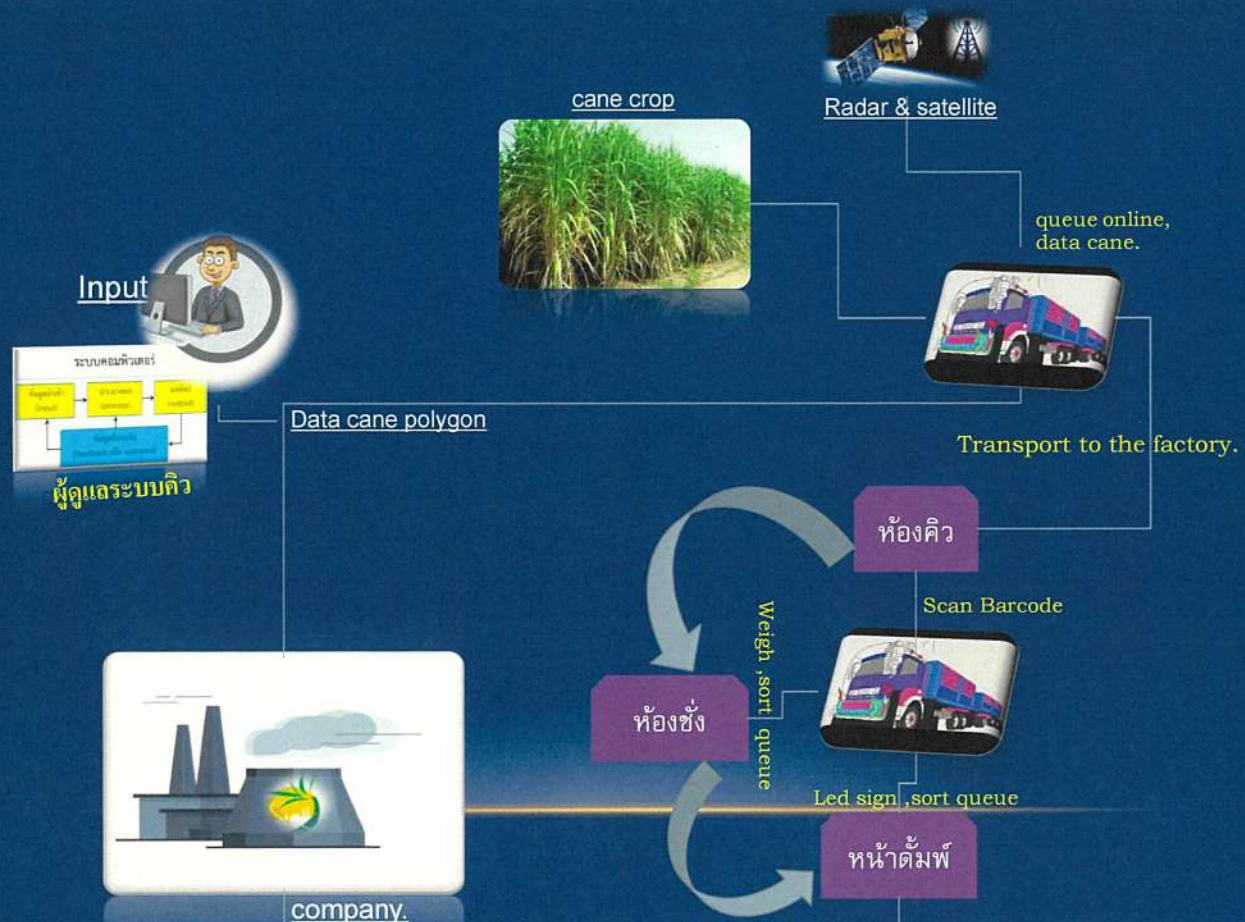 cane crop
Radar & satellite
queue online,
data cane.
Input
ระบบคอมพิวเตอร์
(input)
(process)
(output)
Data cane polygon
ผู้ดูแลระบบคิว
Transport to the factory.
ห้องคิว
Scan Barcode
Weigh ,sort queue
ห้องชั่ง
Led sign ,sort queue
หน้าดั้มพ์
company.